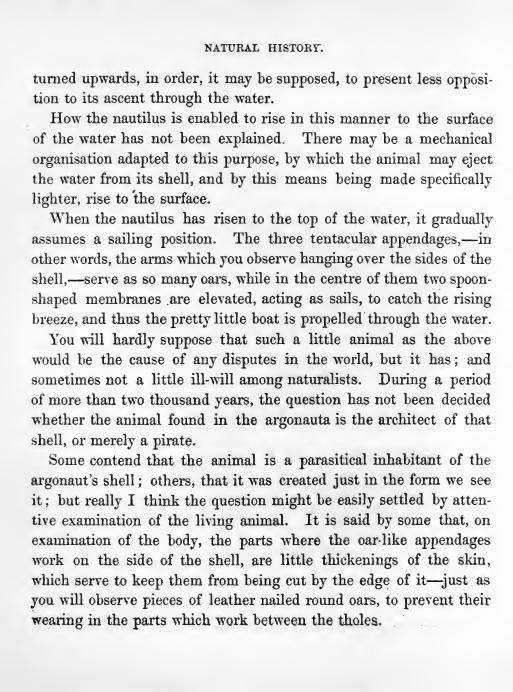 NATURAL HISTORY.
turned upwards, in order, it may be supposed, to present less opposi-
tion to its ascent through the water.
How the nautilus is enabled to rise in this manner to the surface
of the water has not been explained. There may be a mechanical
organisation adapted to this purpose, by which the animal may eject
the water from its shell, and by this means being made specifically
lighter, rise to the surface.
When the nautilus has risen to the top of the water, it gradually
assumes a sailing position. The three tentacular appendages,—in
other words, the arms which you observe hanging over the sides of the
shell,—serve as so many oars, while in the centre of them two spoon-
shaped membranes are elevated, acting as sails, to catch the rising
breeze, and thus the pretty little boat is propelled through the water.
You will hardly suppose that such a little animal as the above
would be the cause of any disputes in the world, but it has; and
sometimes not a little ill-will among naturalists. During a period
of more than two thousand years, the question has not been decided
whether the animal found in the argonauta is the architect of that
shell, or merely a pirate.
Some contend that the animal is a parasitical inhabitant of the
argonaut's shell; others, that it was created just in the form we see
it; but really I think the question might be easily settled by atten-
tive examination of the living animal. It is said by some that, on
examination of the body, the parts where the oar-like appendages
work on the side of the shell, are little thickenings of the skin,
which serve to keep them from being cut by the edge of it—just as
you will observe pieces of leather nailed round oars, to prevent their
wearing in the parts which work between the tholes.